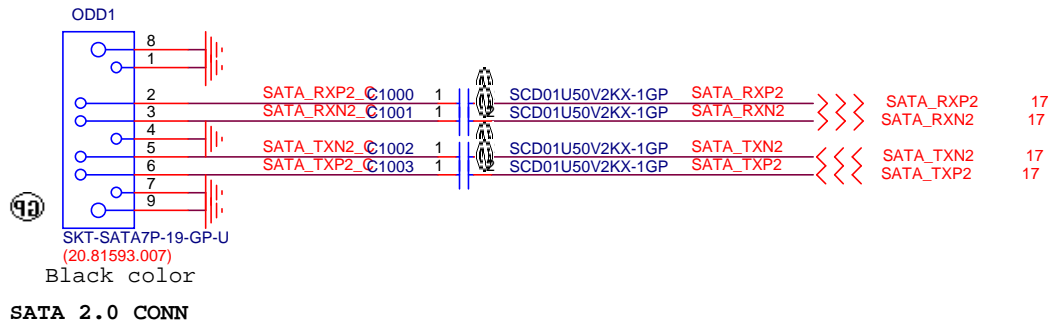 ODD1
8
1
2 SATA_RXP2_C C1000 1 SCD01U50V2KX-1GP SATA_RXP2 SATA_RXP2 17
3 SATA_RXN2_C C1001 1 2 SCD01U50V2KX-1GP SATA_RXN2 SATA_RXN2 17
4
5 SATA_TXN2_C C1002 1 SCD01U50V2KX-1GP SATA_TXN2 SATA_TXN2 17
6 SATA_TXP2_C C1003 1 2 SCD01U50V2KX-1GP SATA_TXP2 SATA_TXP2 17
7
9
GP
SKT-SATA7P-19-GP-U
(20.81593.007)
Black color
SATA 2.0 CONN